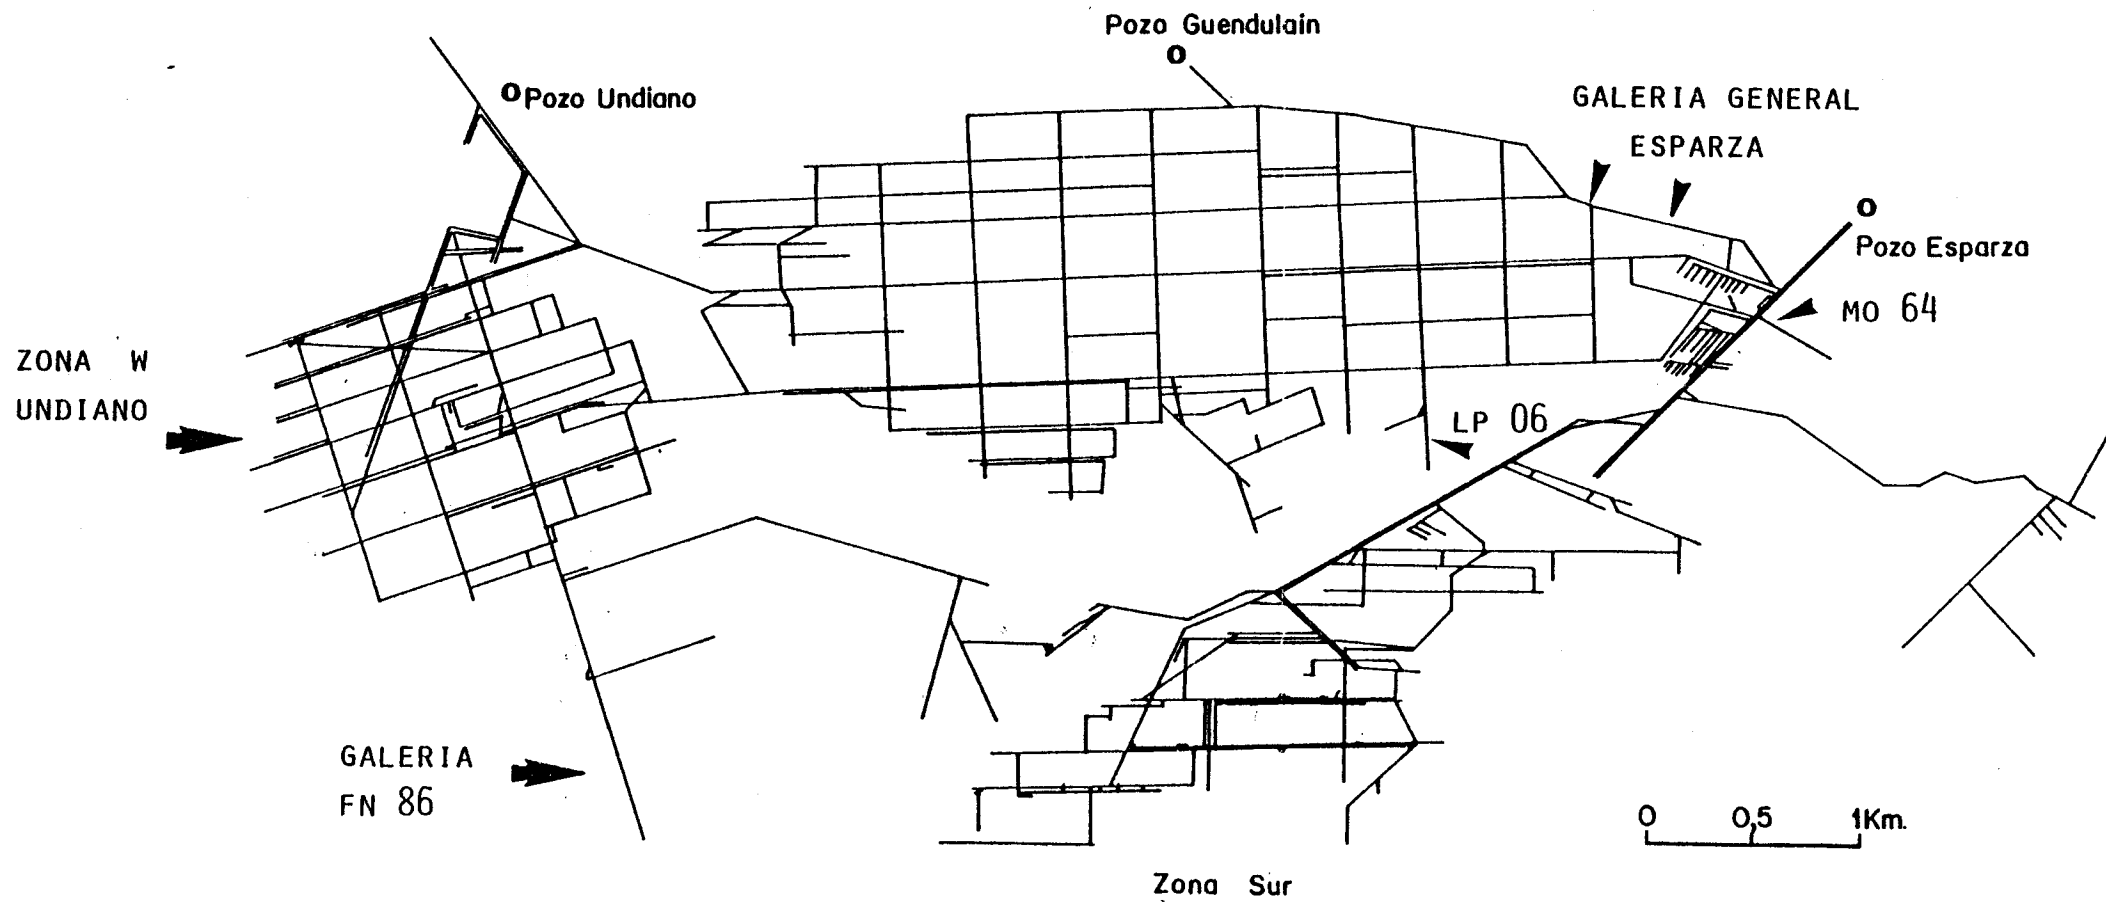 Pozo Guendulain
O
O Pozo Undiano
GALERIA GENERAL
ESPARZA
O
Pozo Esparza
MO 64
ZONA W
UNDIANO
LP 06
GALERIA
FN 86
0 0,5 1Km.
Zona Sur